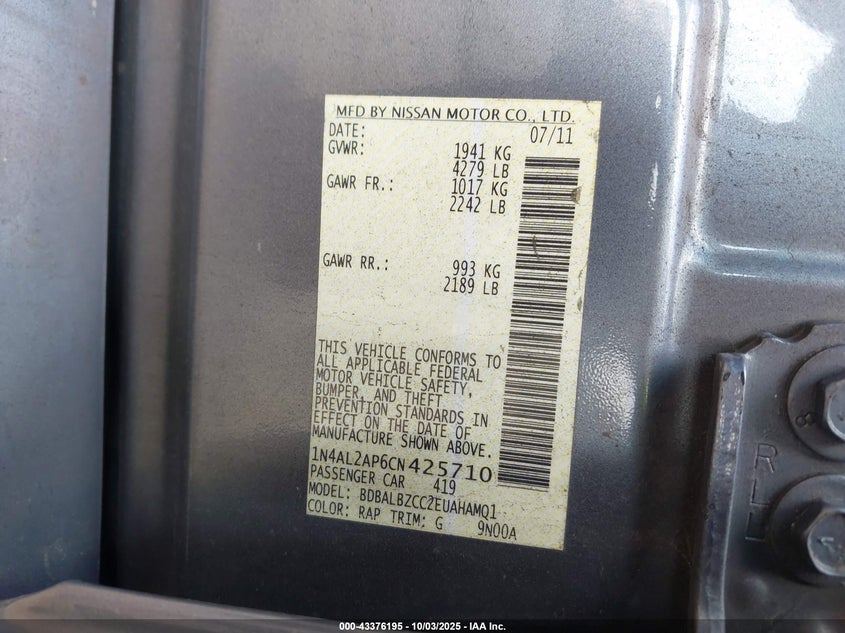 MFD BY NISSAN MOTOR CO., LTD.
DATE: 07/11
GVWR: 1941 KG
4279 LB
GAWR FR.: 1017 KG
2242 LB
GAWR RR.: 993 KG
2189 LB
THIS VEHICLE CONFORMS TO
ALL APPLICABLE FEDERAL
MOTOR VEHICLE SAFETY,
BUMPER, AND THEFT
PREVENTION STANDARDS IN
EFFECT ON THE DATE OF
MANUFACTURE SHOWN ABOVE.
1N4AL2AP6CN425710
PASSENGER CAR 419
MODEL: BDBALBZCC2EUAHAMQ1
COLOR: RAP TRIM: G 9N00A
8
RLL
1
000-43376195 - 10/03/2025 - IAA Inc.